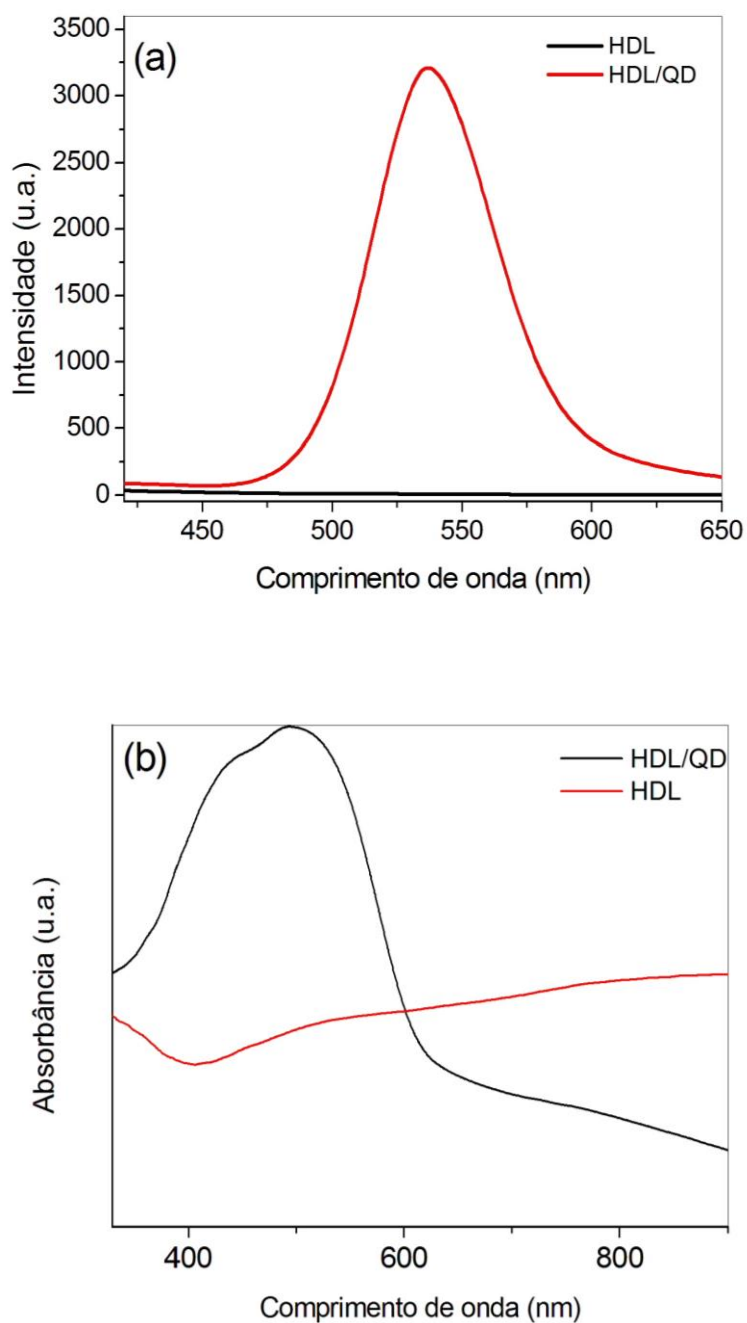 (a)
HDL
HDL/QD
3500
3000
2500
2000
1500
1000
500
0
Intensidade (u.a.)
450 500 550 600 650
Comprimento de onda (nm)
(b)
HDL/QD
HDL
Absorbância (u.a.)
400 600 800
Comprimento de onda (nm)